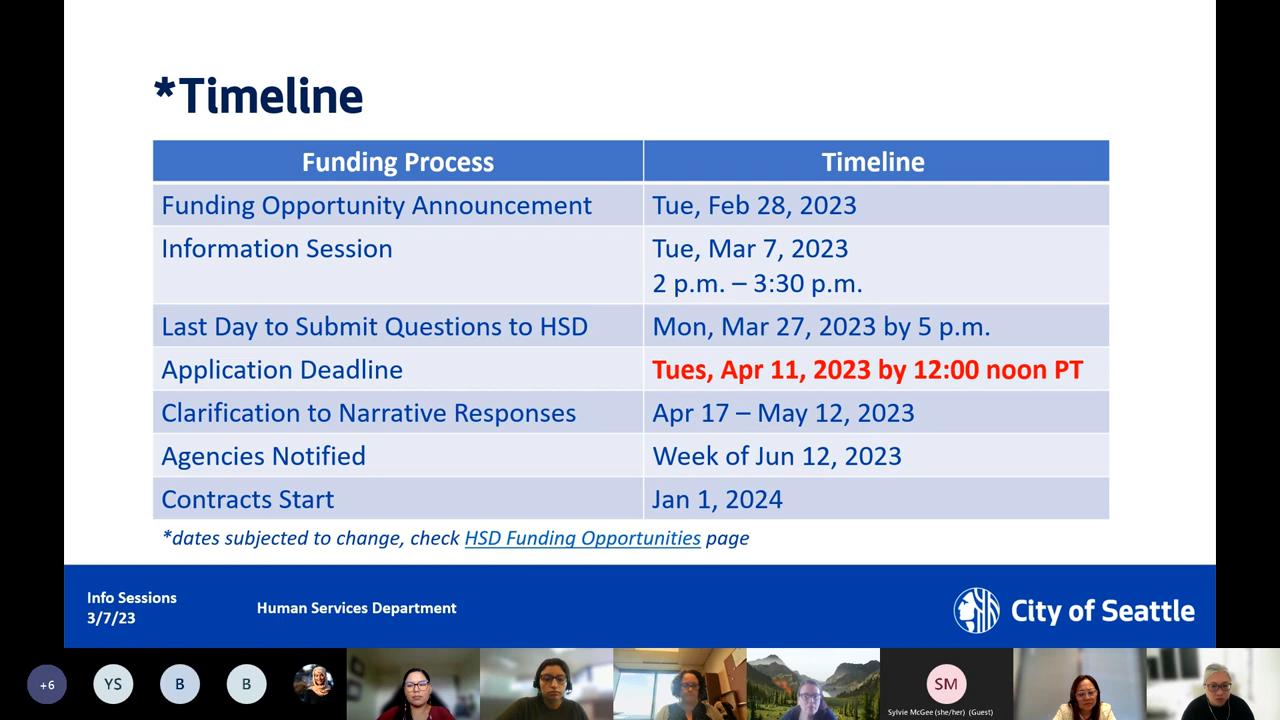 *Timeline
Funding Process
Timeline
Funding Opportunity Announcement
Tue, Feb 28, 2023
Information Session
Tue, Mar 7, 2023
2 p.m. – 3:30 p.m.
Last Day to Submit Questions to HSD
Mon, Mar 27, 2023 by 5 p.m.
Application Deadline
Tues, Apr 11, 2023 by 12:00 noon PT
Clarification to Narrative Responses
Apr 17 – May 12, 2023
Agencies Notified
Week of Jun 12, 2023
Contracts Start
Jan 1, 2024
*dates subjected to change, check HSD Funding Opportunities page
Info Sessions
3/7/23
Human Services Department
City of Seattle
+6
YS
B
B
SM
Sylvie McGee (she/her) (Guest)